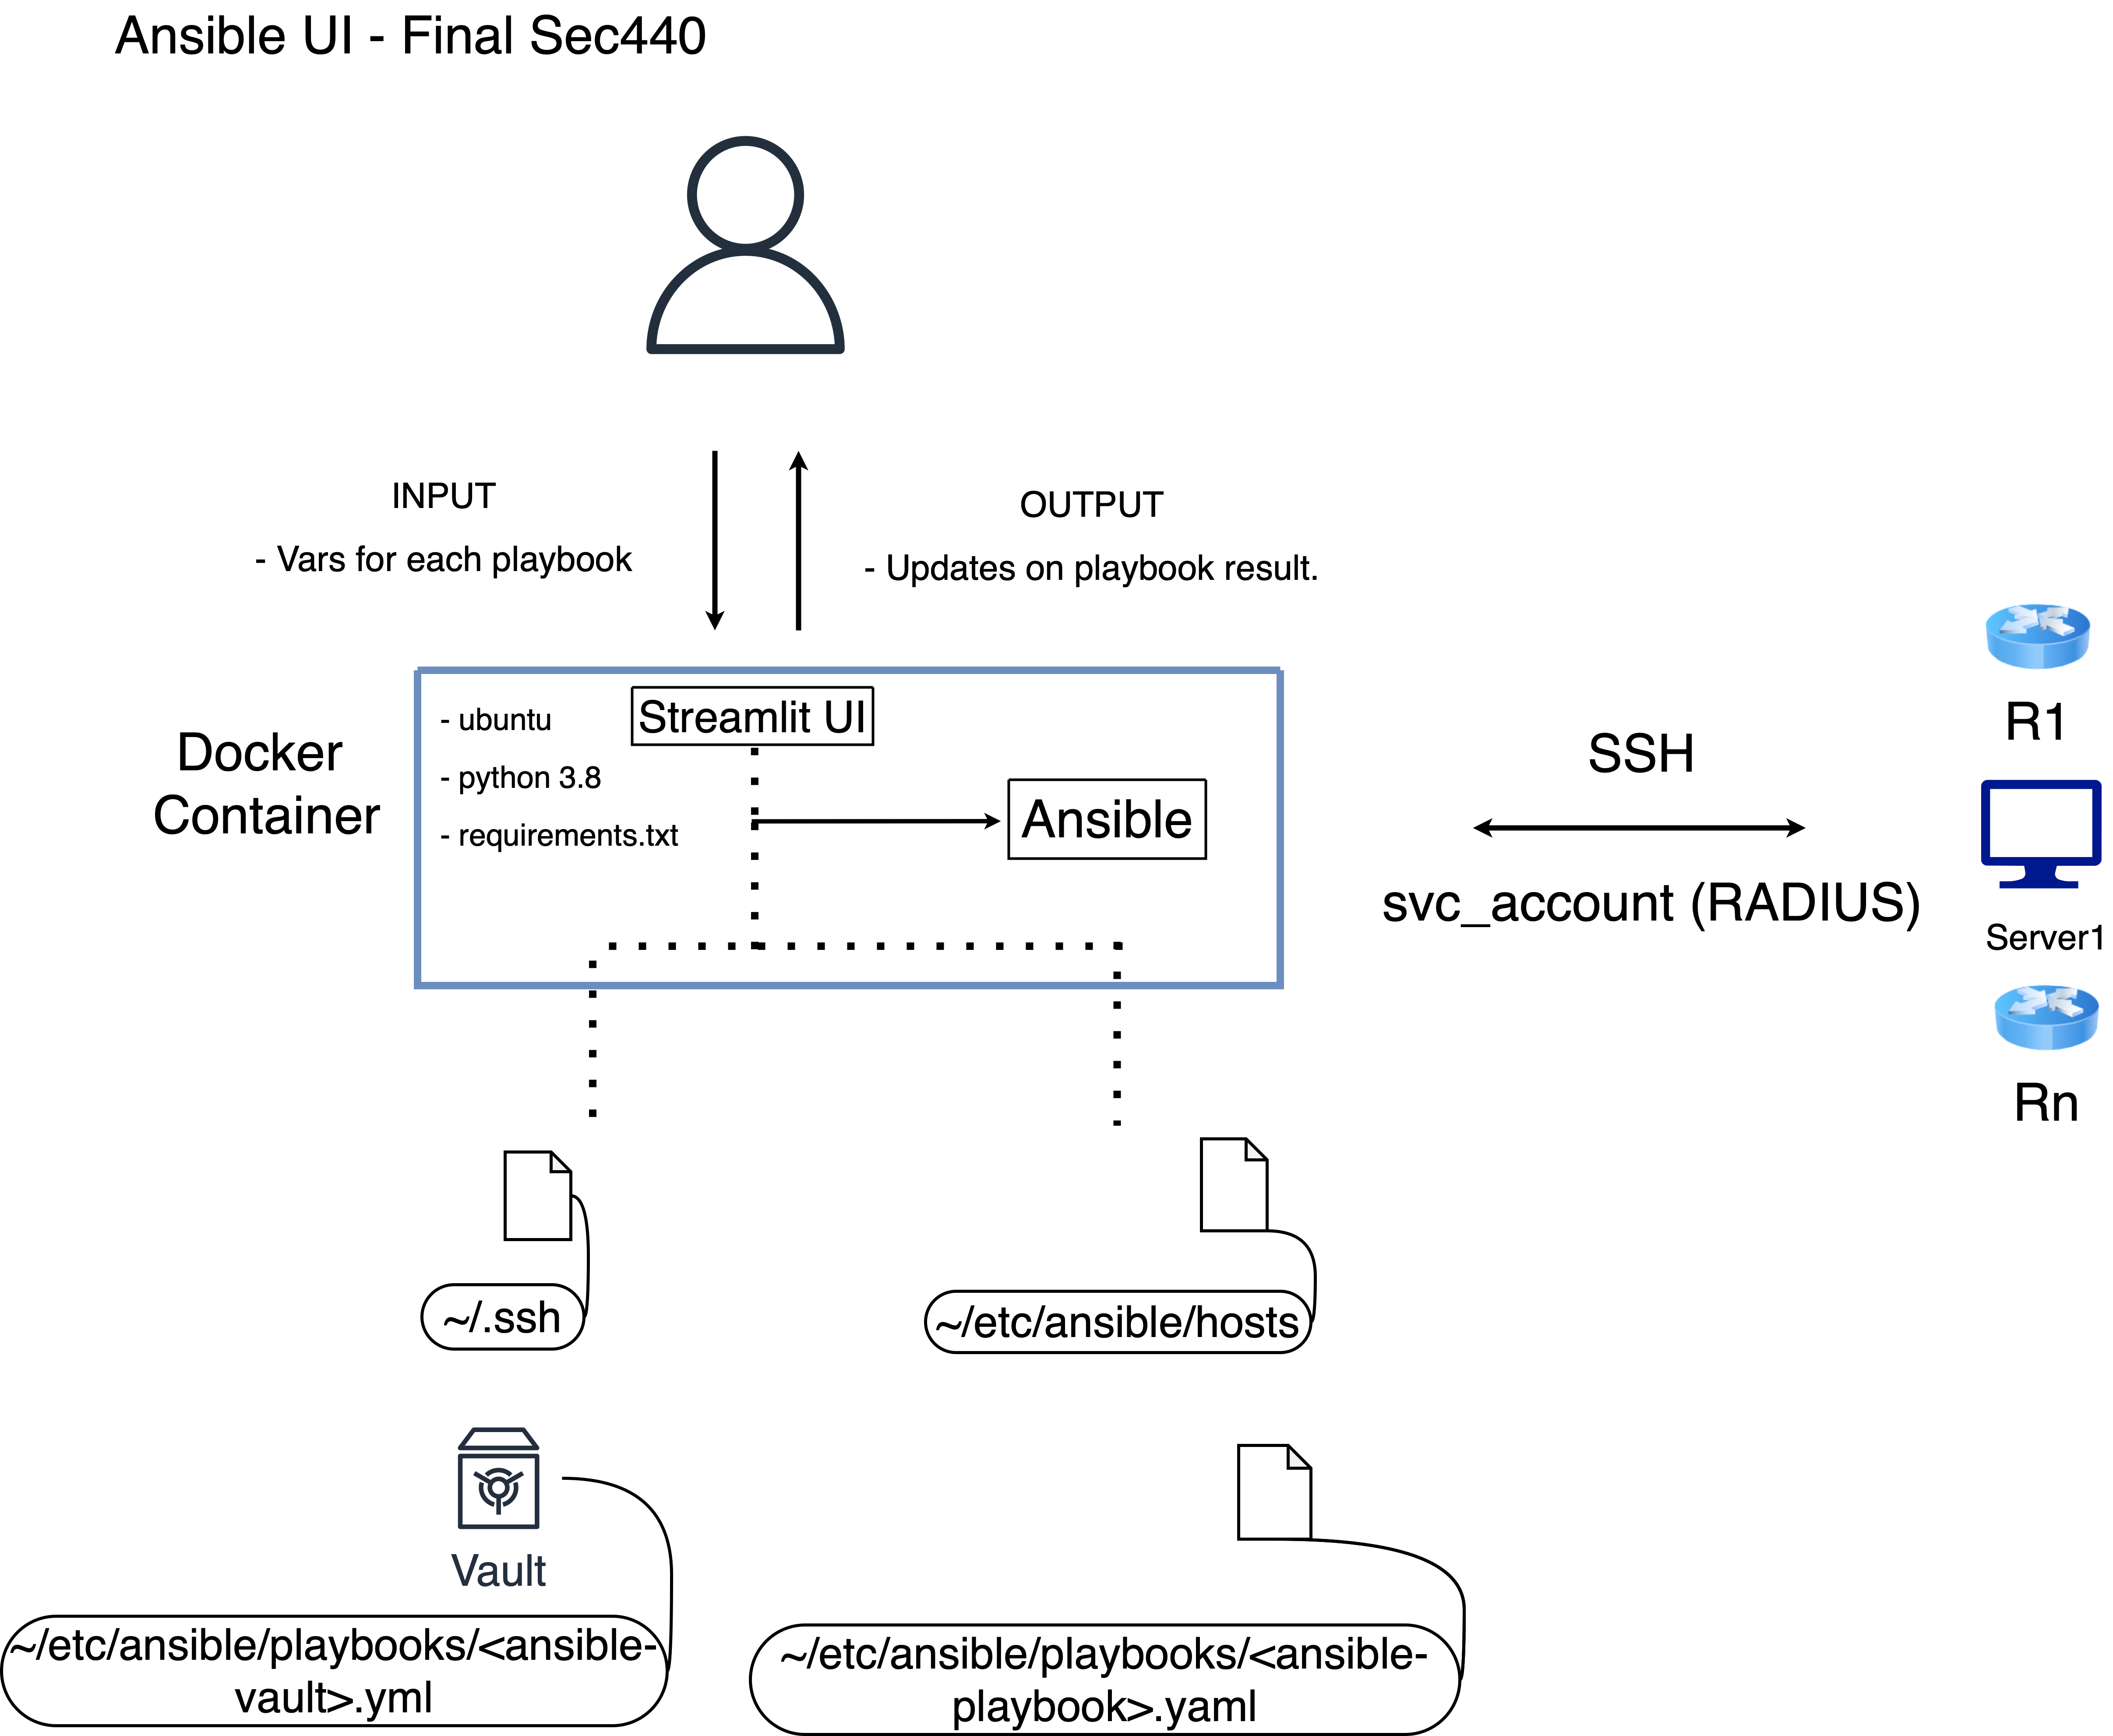 Ansible UI - Final Sec440
INPUT
- Vars for each playbook
OUTPUT
- Updates on playbook result.
Docker
Container
- ubuntu
- python 3.8
- requirements.txt
Streamlit UI
Ansible
SSH
svc_account (RADIUS)
R1
Server1
Rn
~/.ssh
~/etc/ansible/hosts
Vault
~/etc/ansible/playbooks/<ansible-
vault>.yml
~/etc/ansible/playbooks/<ansible-
playbook>.yaml